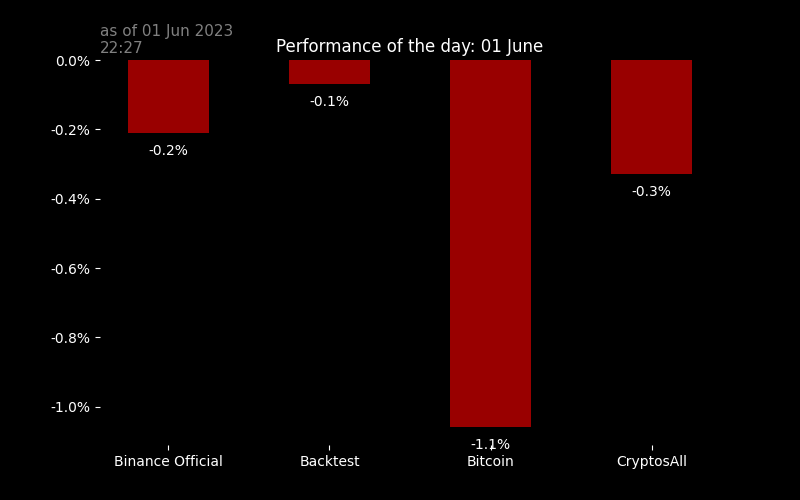 as of 01 Jun 2023
22:27
Performance of the day: 01 June
0.0%
-0.2%
-0.4%
-0.6%
-0.8%
-1.0%
-0.2%
-0.1%
-1.1%
-0.3%
Binance Official
Backtest
Bitcoin
CryptosAll